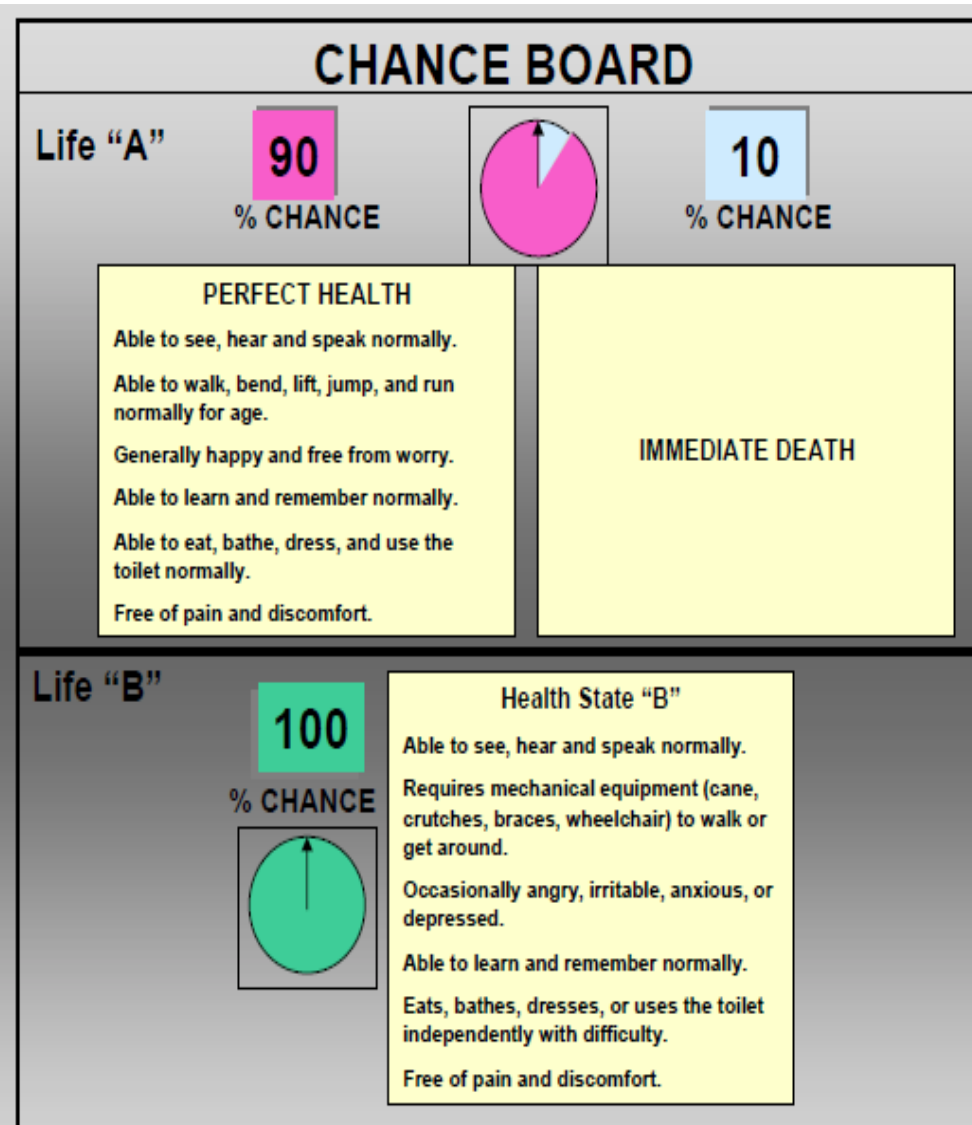 CHANCE BOARD
Life “A”
90
% CHANCE
10
% CHANCE
PERFECT HEALTH
Able to see, hear and speak normally.
Able to walk, bend, lift, jump, and run
normally for age.
Generally happy and free from worry.
Able to learn and remember normally.
Able to eat, bathe, dress, and use the
toilet normally.
Free of pain and discomfort.
IMMEDIATE DEATH
Life “B”
100
% CHANCE
Health State “B”
Able to see, hear and speak normally.
Requires mechanical equipment (cane,
crutches, braces, wheelchair) to walk or
get around.
Occasionally angry, irritable, anxious, or
depressed.
Able to learn and remember normally.
Eats, bathes, dresses, or uses the toilet
independently with difficulty.
Free of pain and discomfort.